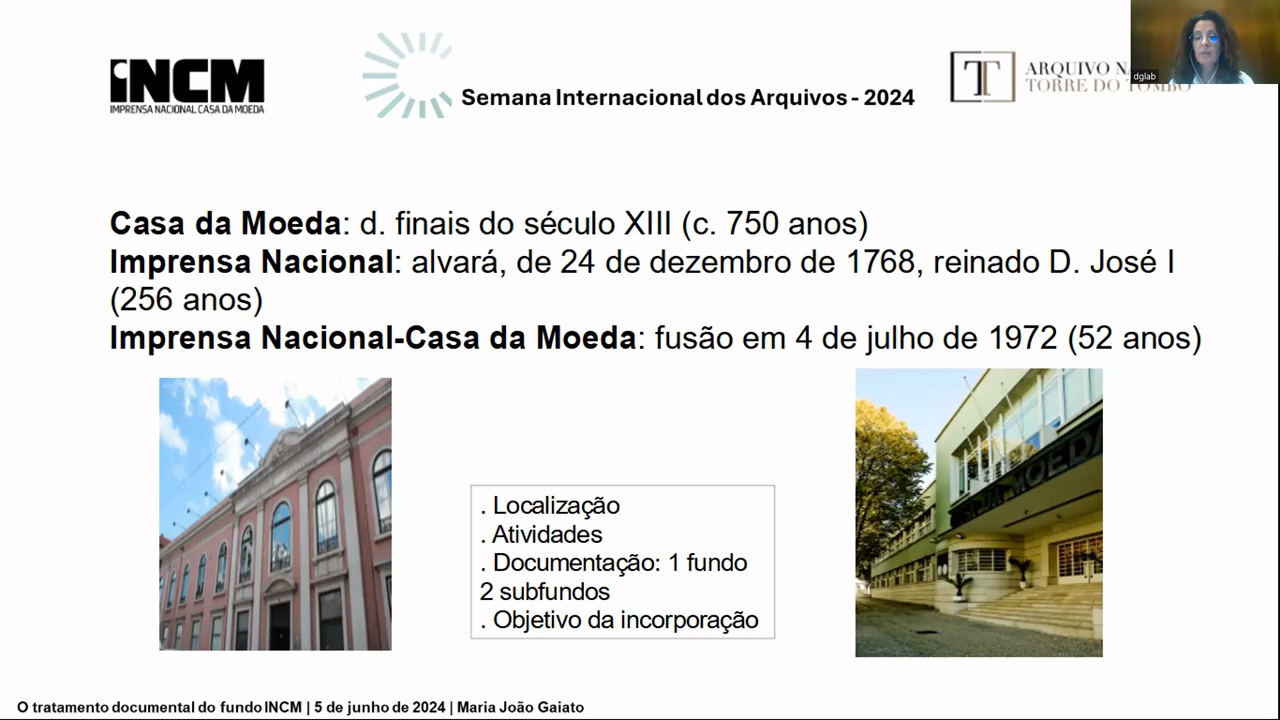 INCM
IMPRENSA NACIONAL CASA DA MOEDA
Semana Internacional dos Arquivos - 2024
T
ARQUIVO
TORRE DO TOMBO
dglab
Casa da Moeda: d. finais do século XIII (c. 750 anos)
Imprensa Nacional: alvará, de 24 de dezembro de 1768, reinado D. José I
(256 anos)
Imprensa Nacional-Casa da Moeda: fusão em 4 de julho de 1972 (52 anos)
MOEDA
. Localização
. Atividades
. Documentação: 1 fundo
2 subfundos
. Objetivo da incorporação
O tratamento documental do fundo INCM | 5 de junho de 2024 | Maria João Gaiato